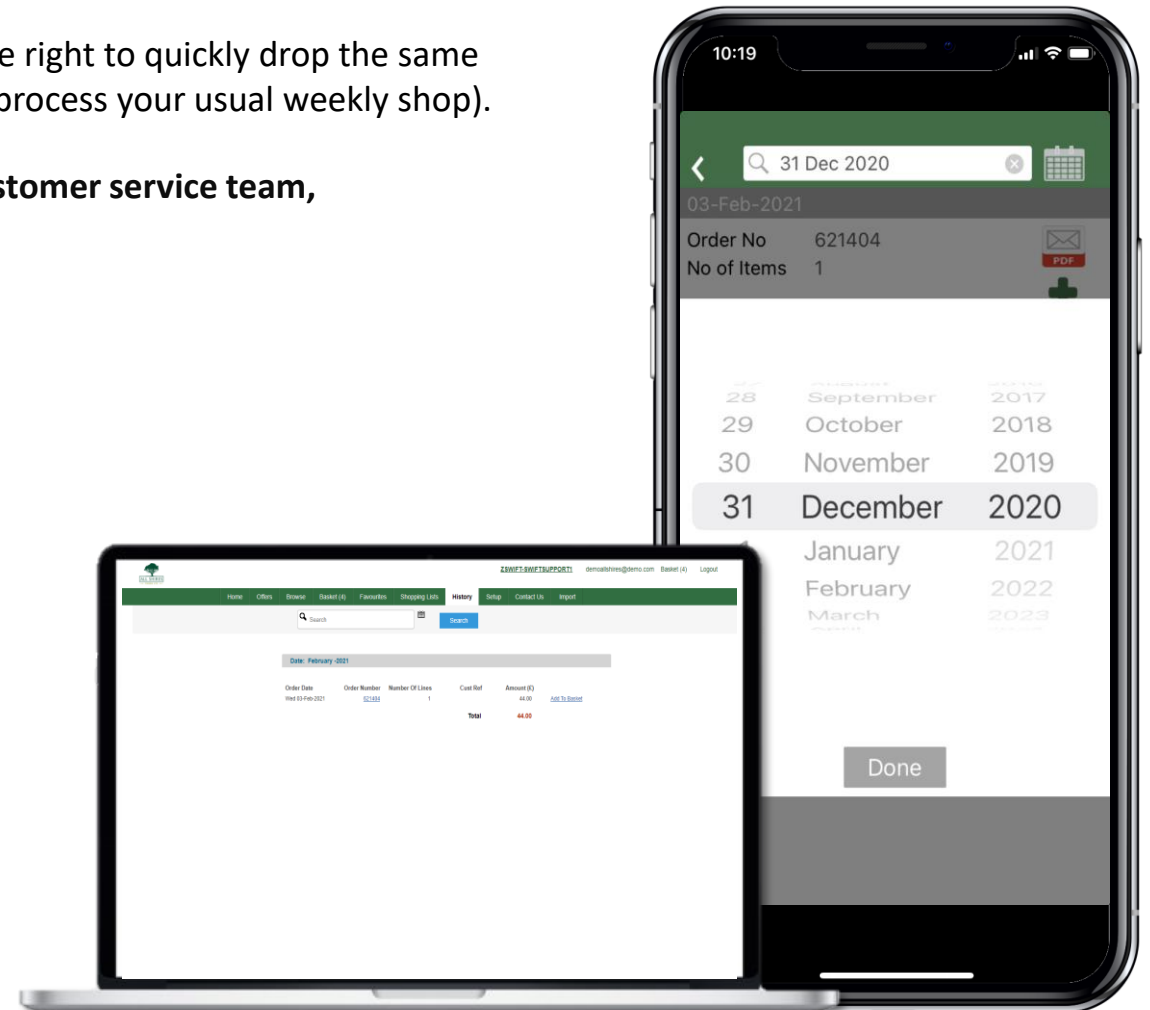 e right to quickly drop the same
process your usual weekly shop).
stomer service team,
10:19
31 Dec 2020
03-Feb-2021
Order No 621404
No of Items 1
PDF
28 September 2017
29 October 2018
30 November 2019
31 December 2020
1 January 2021
February 2022
March 2023
Done
ZSWIFT-SWIFTSUPPORT1 demoallshires@demo.com Basket (4) Logout
Home Offers Browse Basket (4) Favourites Shopping Lists History Setup Contact Us Import
Search Search
Date: February -2021
Order Date Order Number Number Of Lines Cust Ref Amount (£)
Wed 03-Feb-2021 621404 1 44.00 Add To Basket
Total 44.00